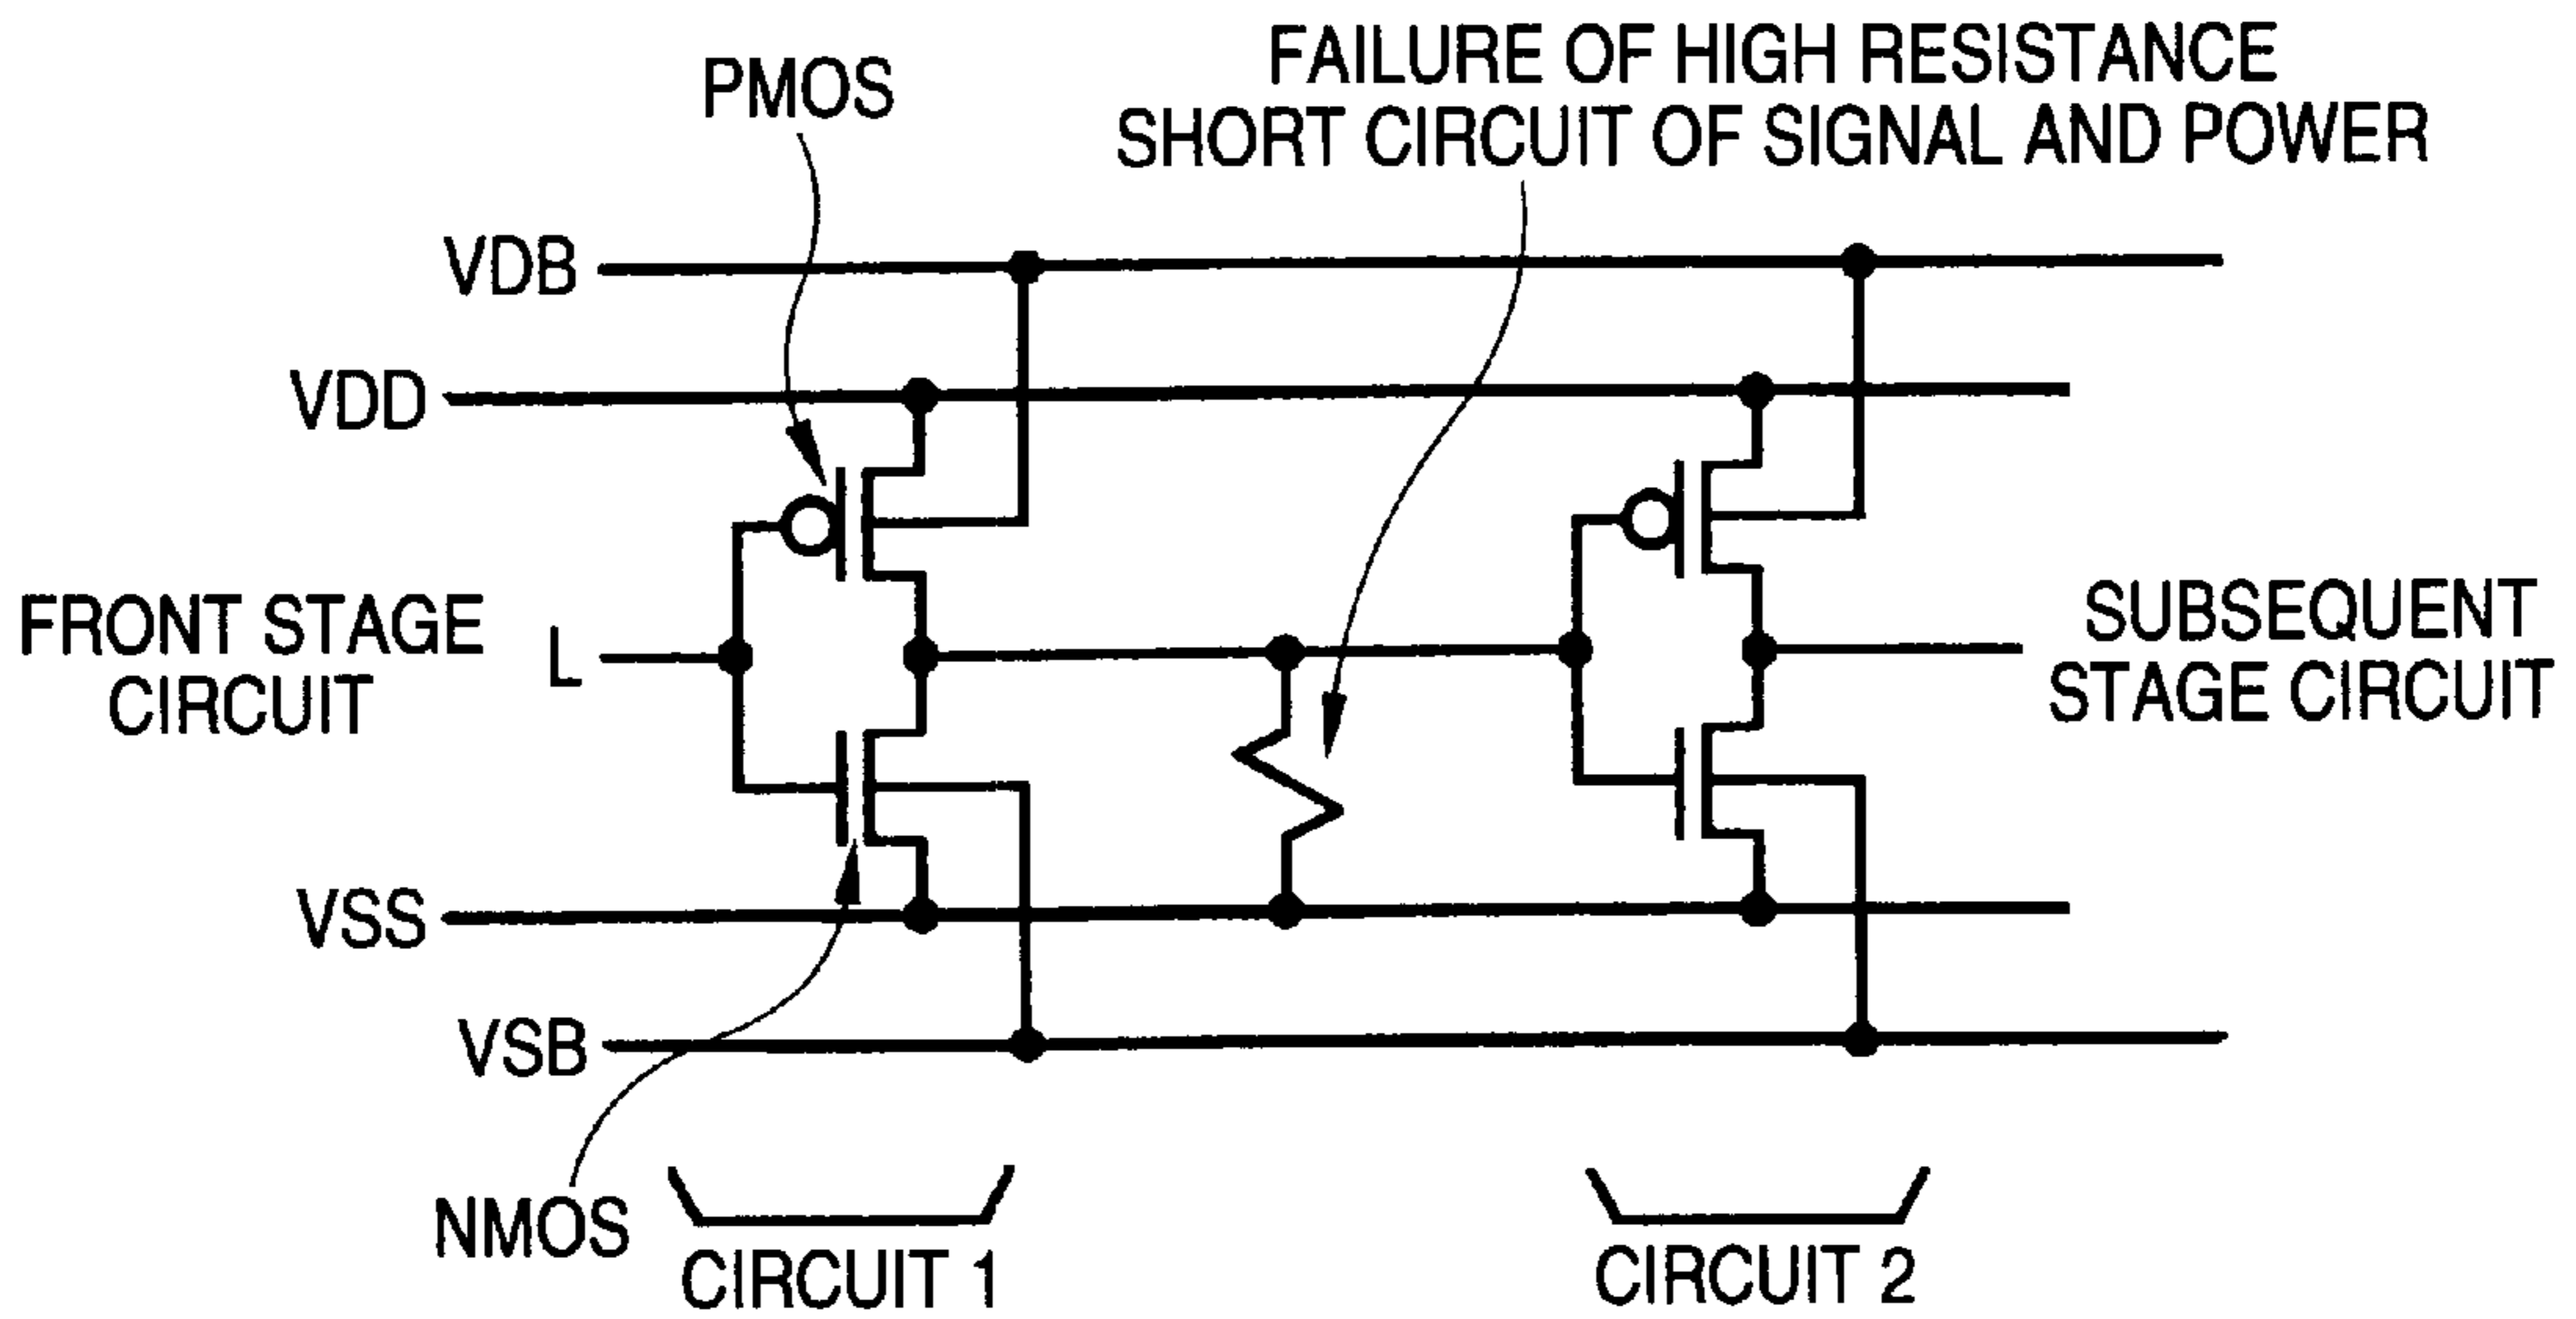 FAILURE OF HIGH RESISTANCE
SHORT CIRCUIT OF SIGNAL AND POWER
PMOS
VDB
VDD
FRONT STAGE
CIRCUIT
L
SUBSEQUENT
STAGE CIRCUIT
VSS
VSB
NMOS
CIRCUIT 1
CIRCUIT 2